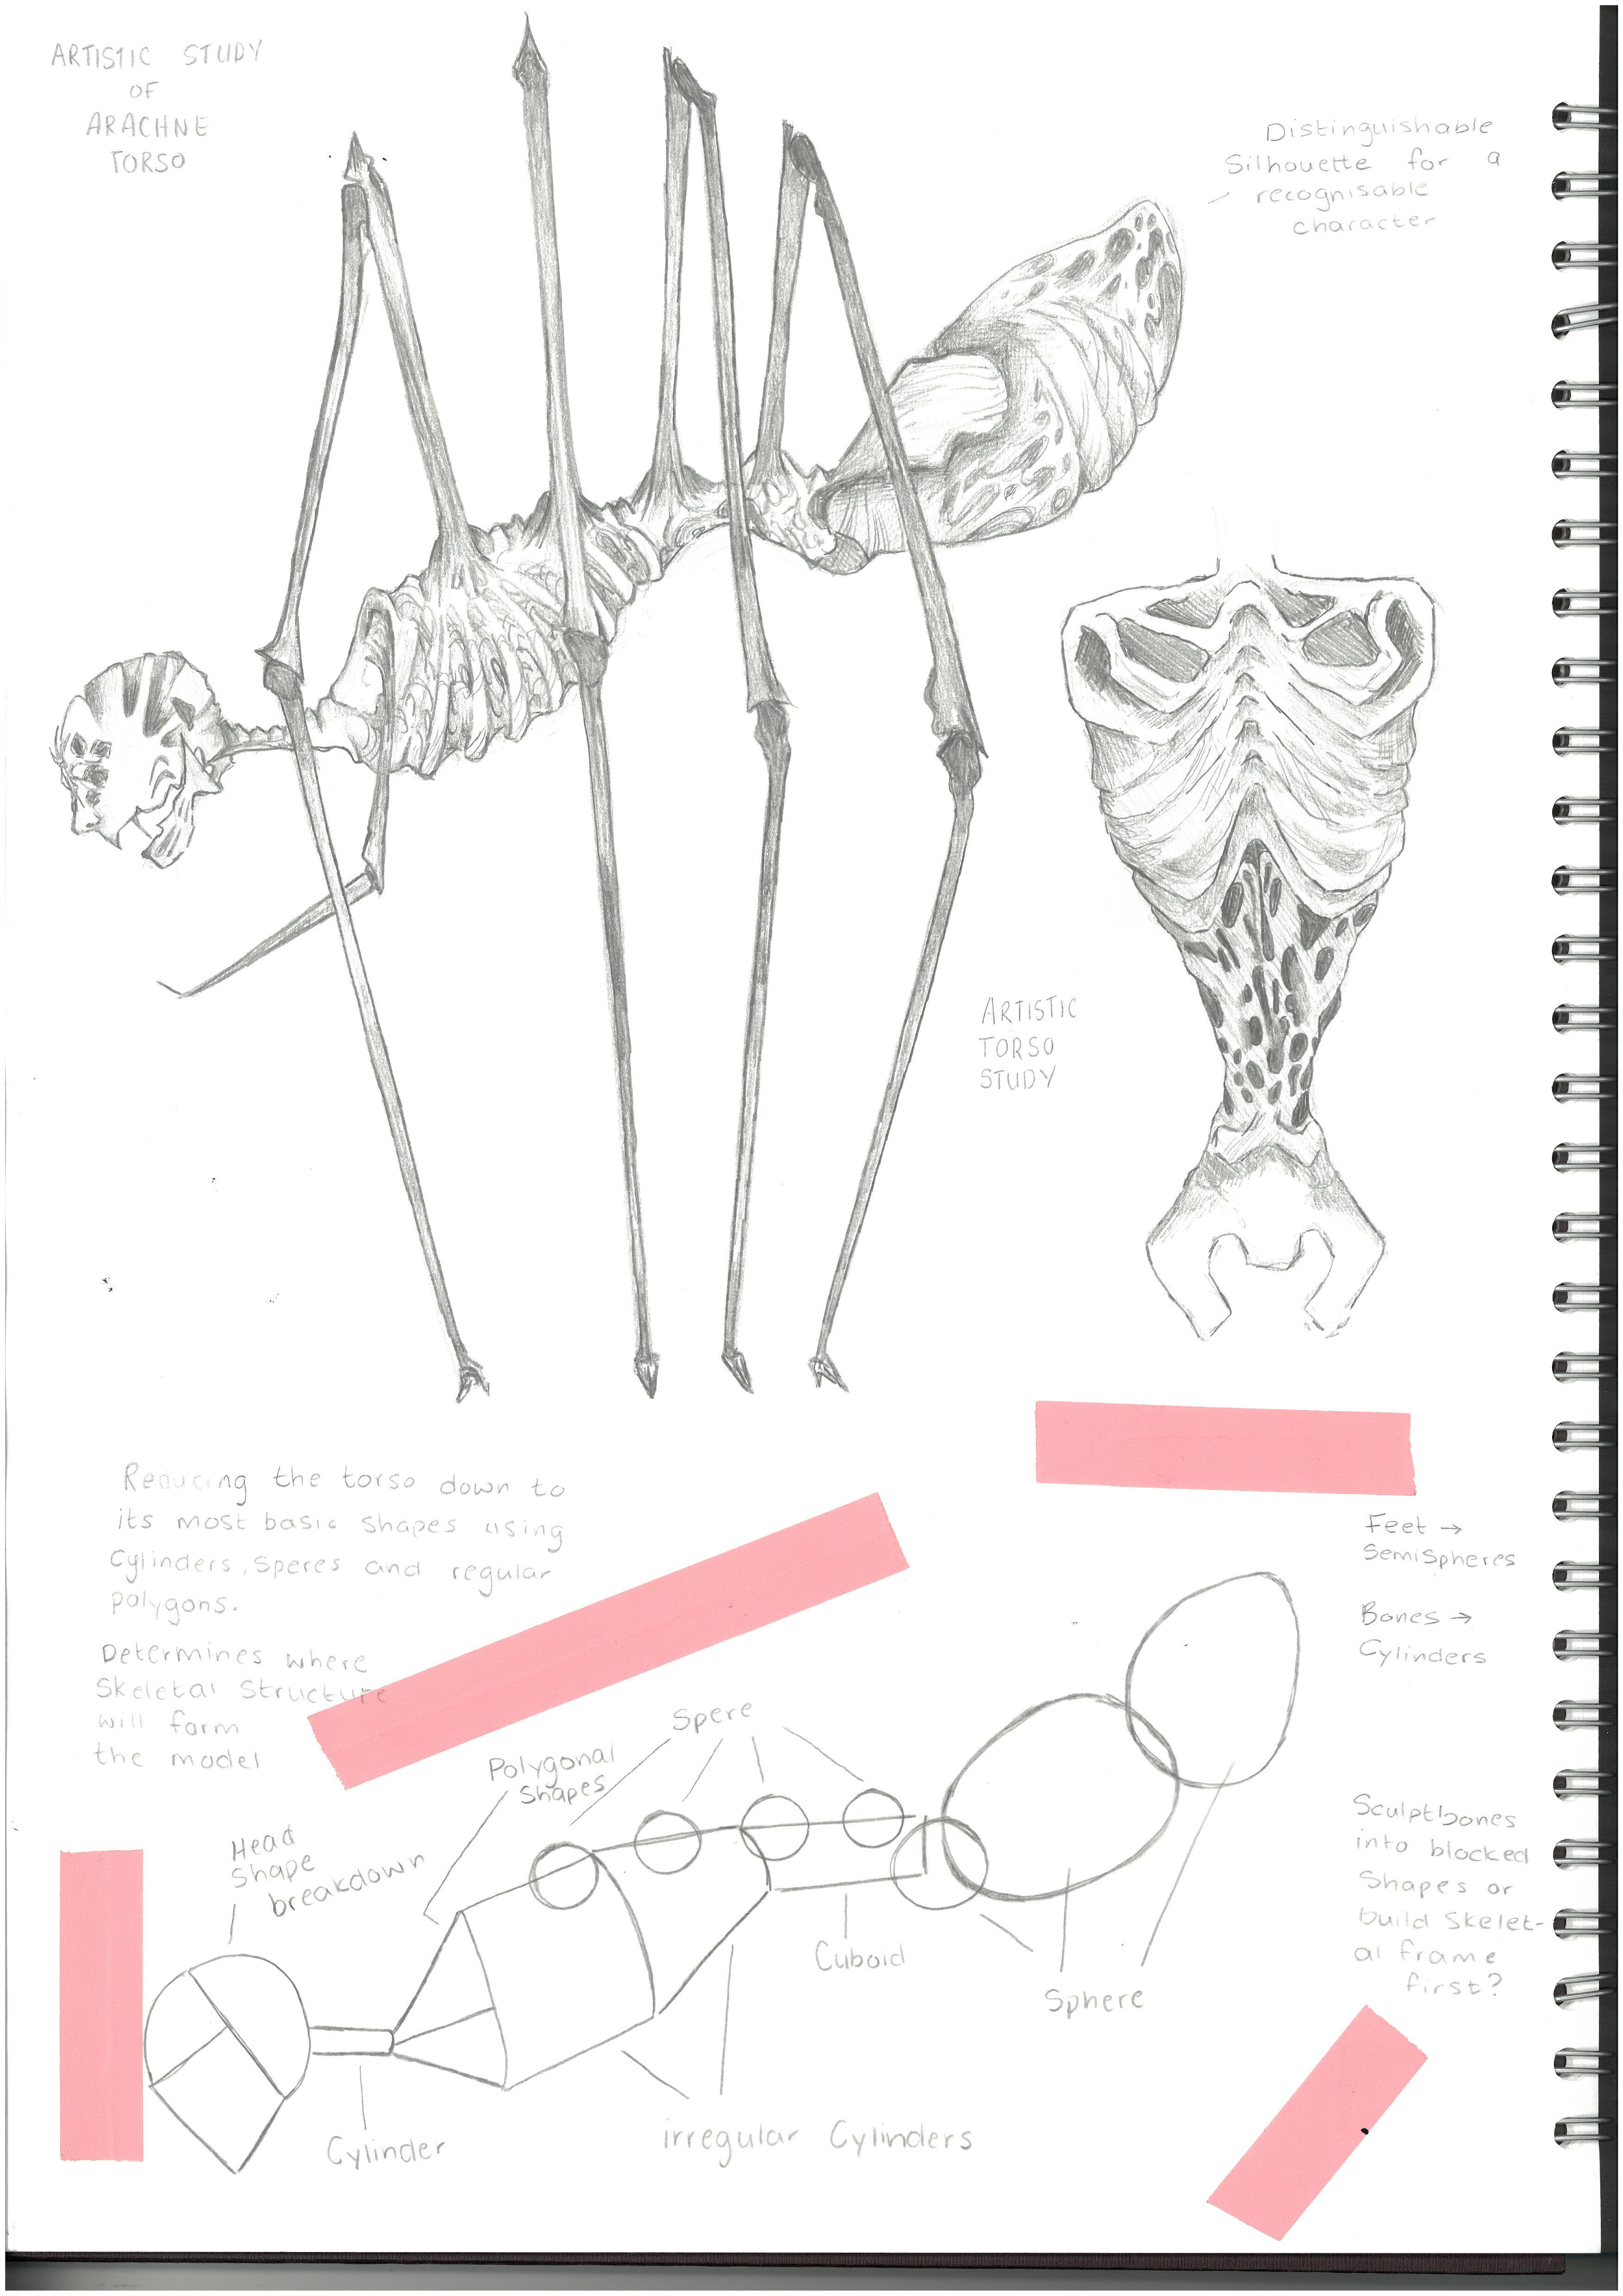 ARTISTIC STUDY
OF
ARACHNE
TORSO
Distinguishable
Silhouette for a
recognisable
character
ARTISTIC
TORSO
STUDY
Reducing the torso down to
its most basic shapes using
Cylinders, Speres and regular
polygons.
Determines where
Skeletal Structure
will form
the model
Feet →
Semispheres
Bones →
Cylinders
Spere
Polygonal
Shapes
Head
Shape
breakdown
Sculptbones
into blocked
Shapes or
build Skelet-
al frame
first?
Cuboid
Sphere
Cylinder
irregular Cylinders